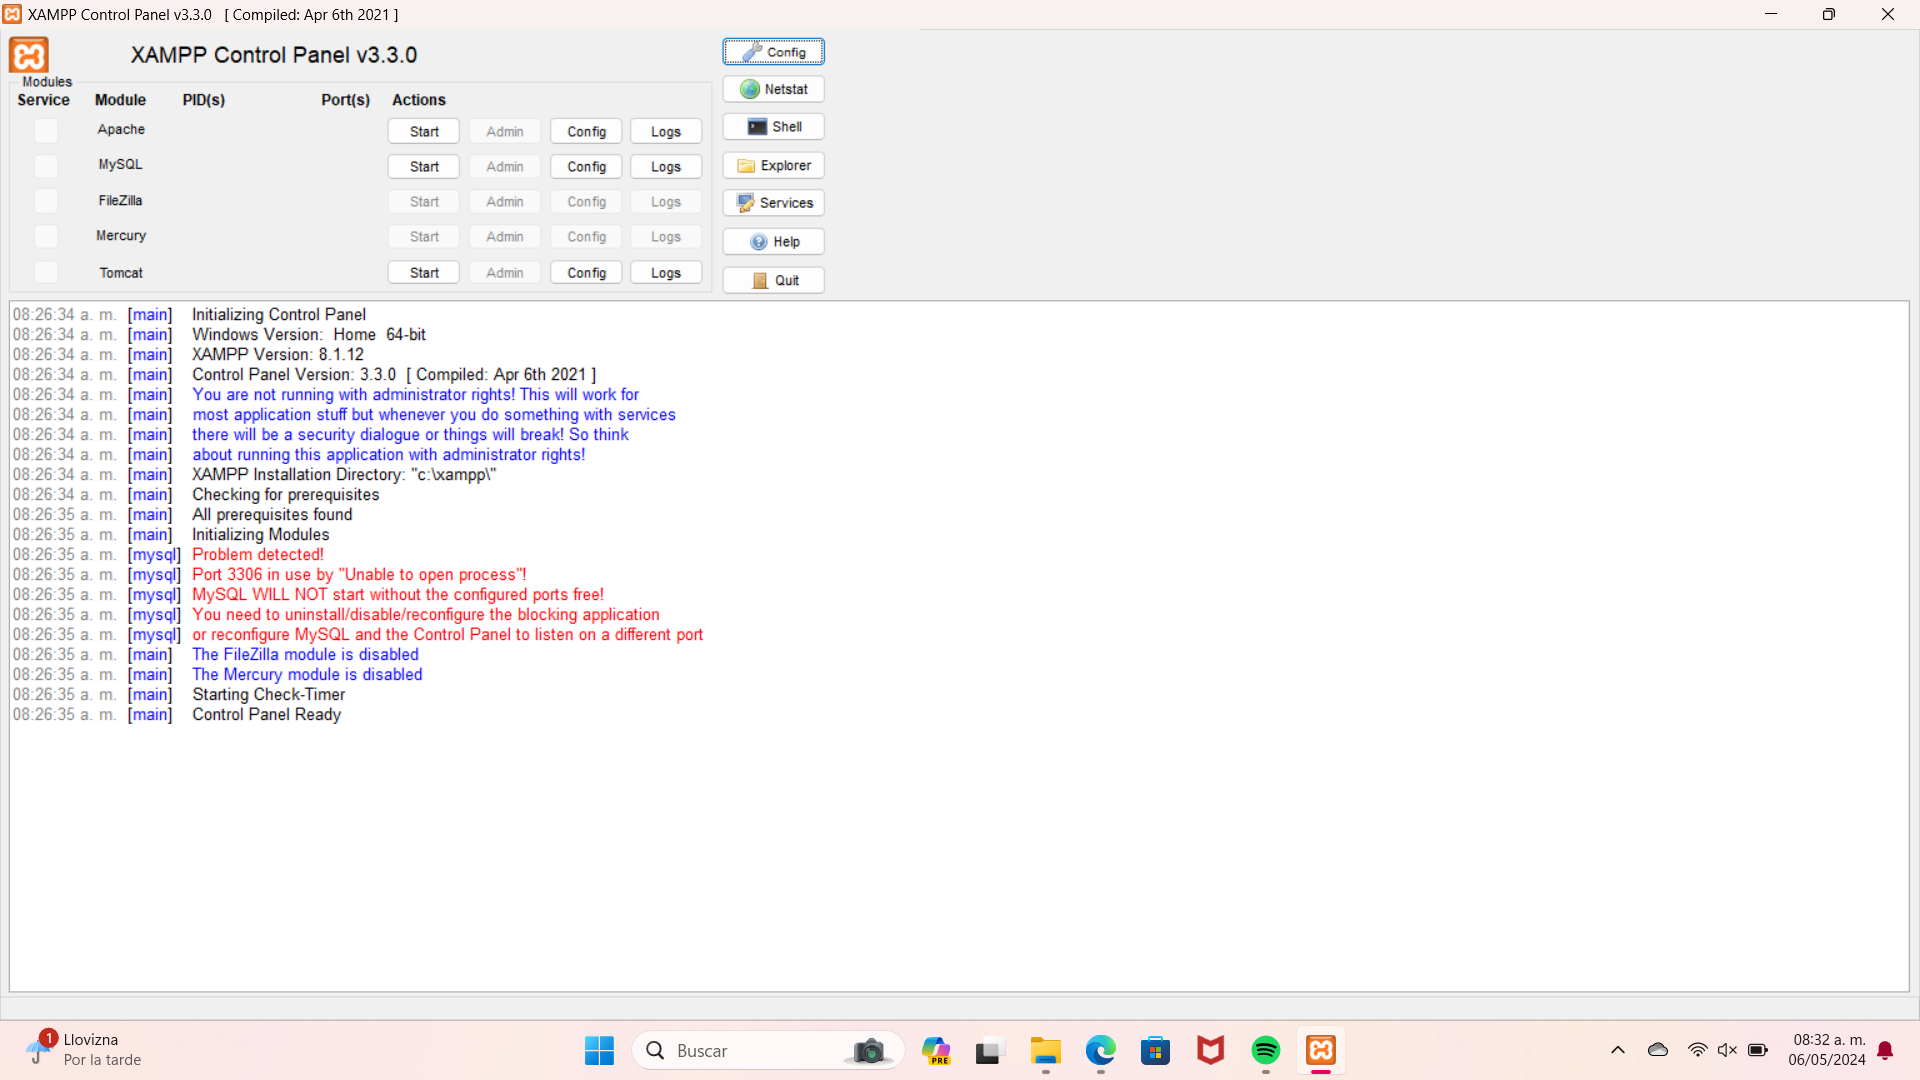 XAMPP Control Panel v3.3.0 [ Compiled: Apr 6th 2021 ]
XAMPP Control Panel v3.3.0
Config
Modules
Service Module PID(s) Port(s) Actions
Netstat
Apache Start Admin Config Logs
Shell
MySQL Start Admin Config Logs
Explorer
FileZilla Start Admin Config Logs
Services
Mercury Start Admin Config Logs
Help
Tomcat Start Admin Config Logs
Quit
08:26:34 a. m. [main] Initializing Control Panel
08:26:34 a. m. [main] Windows Version: Home 64-bit
08:26:34 a. m. [main] XAMPP Version: 8.1.12
08:26:34 a. m. [main] Control Panel Version: 3.3.0 [ Compiled: Apr 6th 2021 ]
08:26:34 a. m. [main] You are not running with administrator rights! This will work for
08:26:34 a. m. [main] most application stuff but whenever you do something with services
08:26:34 a. m. [main] there will be a security dialogue or things will break! So think
08:26:34 a. m. [main] about running this application with administrator rights!
08:26:34 a. m. [main] XAMPP Installation Directory: "c:\xampp\"
08:26:34 a. m. [main] Checking for prerequisites
08:26:35 a. m. [main] All prerequisites found
08:26:35 a. m. [main] Initializing Modules
08:26:35 a. m. [mysql] Problem detected!
08:26:35 a. m. [mysql] Port 3306 in use by "Unable to open process"!
08:26:35 a. m. [mysql] MySQL WILL NOT start without the configured ports free!
08:26:35 a. m. [mysql] You need to uninstall/disable/reconfigure the blocking application
08:26:35 a. m. [mysql] or reconfigure MySQL and the Control Panel to listen on a different port
08:26:35 a. m. [main] The FileZilla module is disabled
08:26:35 a. m. [main] The Mercury module is disabled
08:26:35 a. m. [main] Starting Check-Timer
08:26:35 a. m. [main] Control Panel Ready
1
Llovizna
Por la tarde
Buscar
PRE
08:32 a. m.
06/05/2024